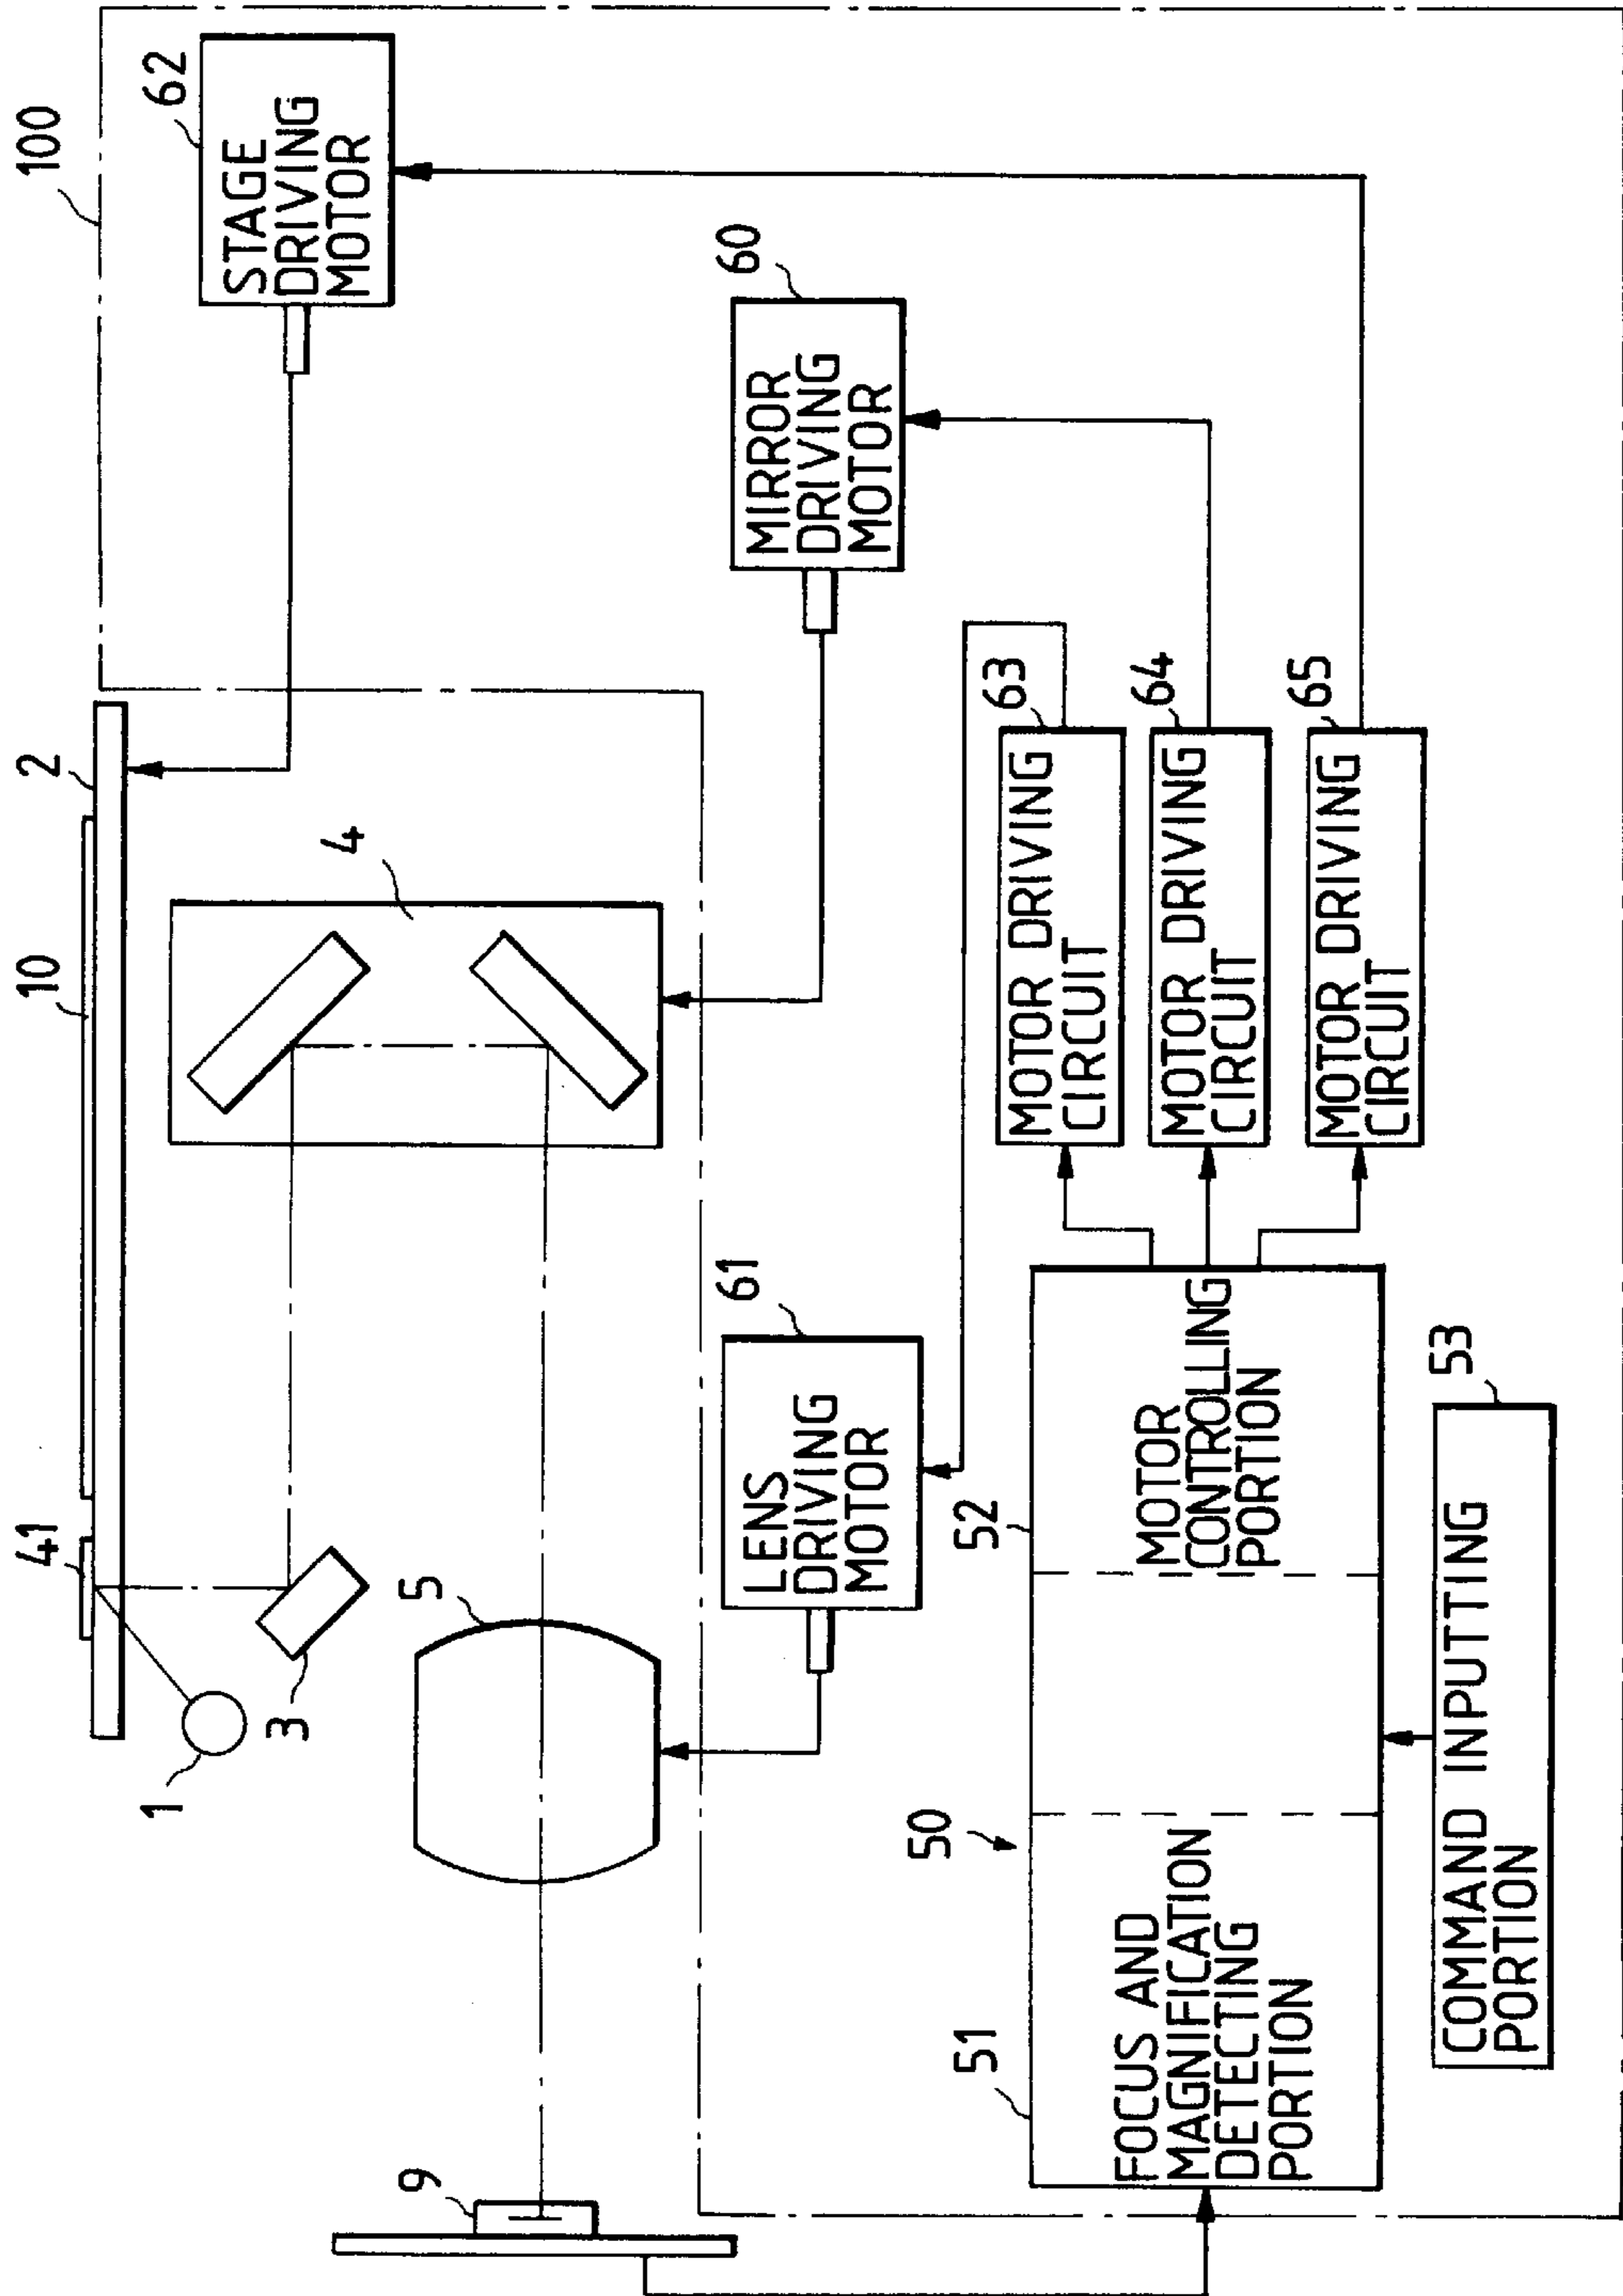 100
62
STAGE
DRIVING
MOTOR
2
10
41
1
3
4
5
9
60
MIRROR
DRIVING
MOTOR
61
LENS
DRIVING
MOTOR
63
MOTOR DRIVING
CIRCUIT
64
MOTOR DRIVING
CIRCUIT
65
MOTOR DRIVING
CIRCUIT
50
51
FOCUS AND
MAGNIFICATION
DETECTING
PORTION
52
MOTOR
CONTROLLING
PORTION
53
COMMAND INPUTTING
PORTION